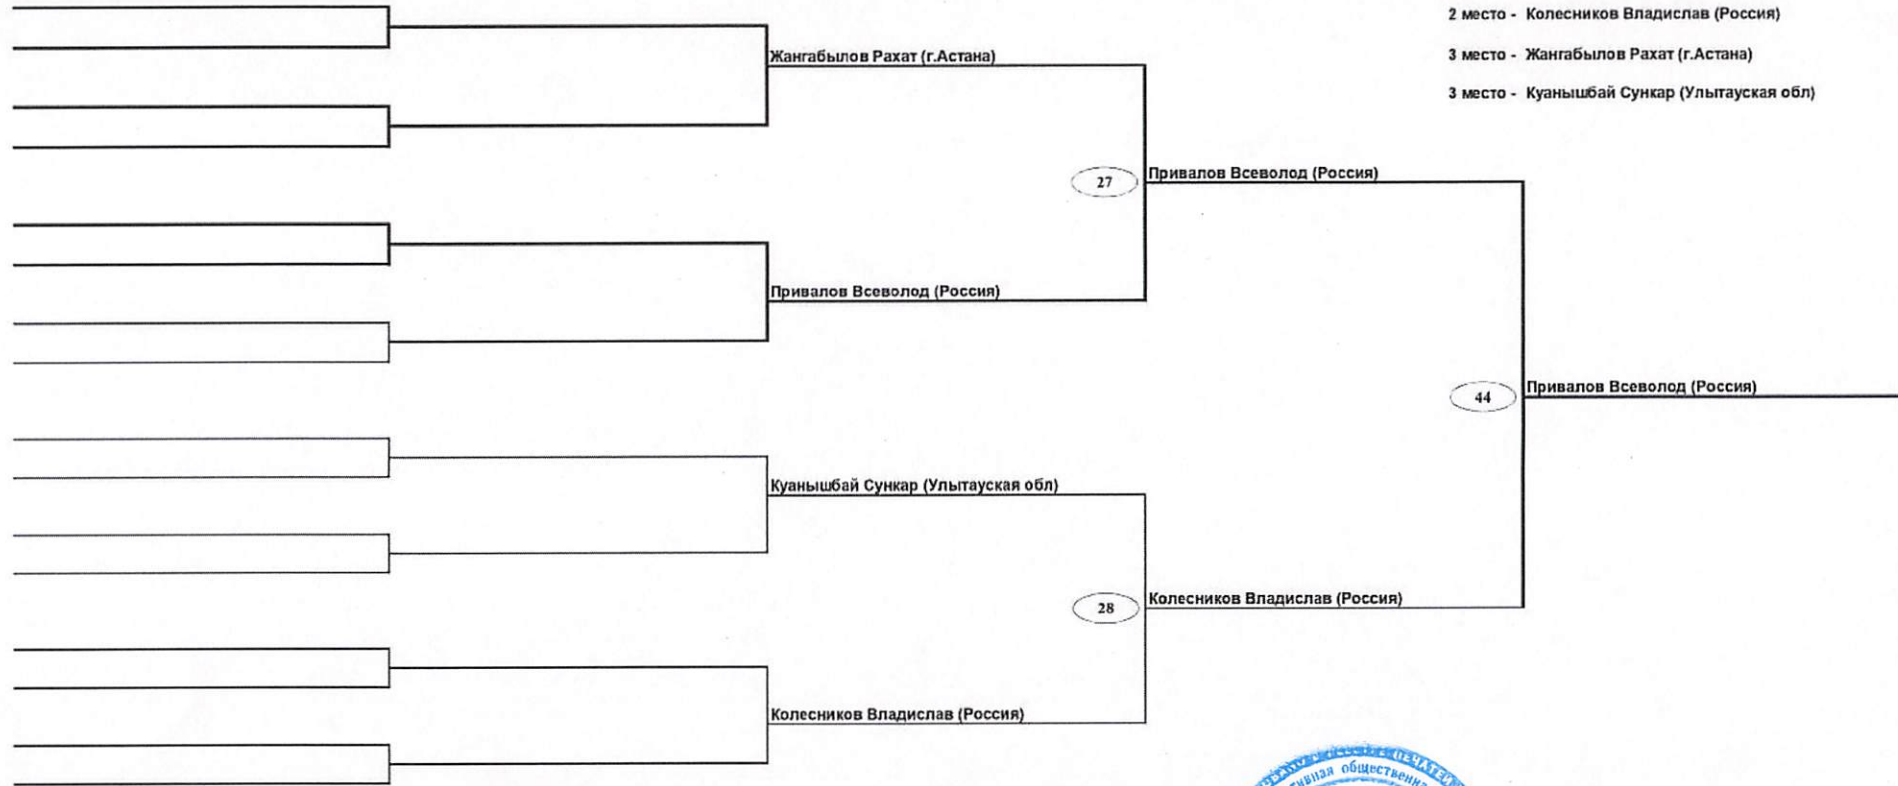 2 место - Колесников Владислав (Россия)
3 место - Жангабылов Рахат (г.Астана)
3 место - Куанышбай Сункар (Улытауская обл)
Жангабылов Рахат (г.Астана)
27
Привалов Всеволод (Россия)
Привалов Всеволод (Россия)
44
Привалов Всеволод (Россия)
Куанышбай Сункар (Улытауская обл)
28
Колесников Владислав (Россия)
Колесников Владислав (Россия)
общественн